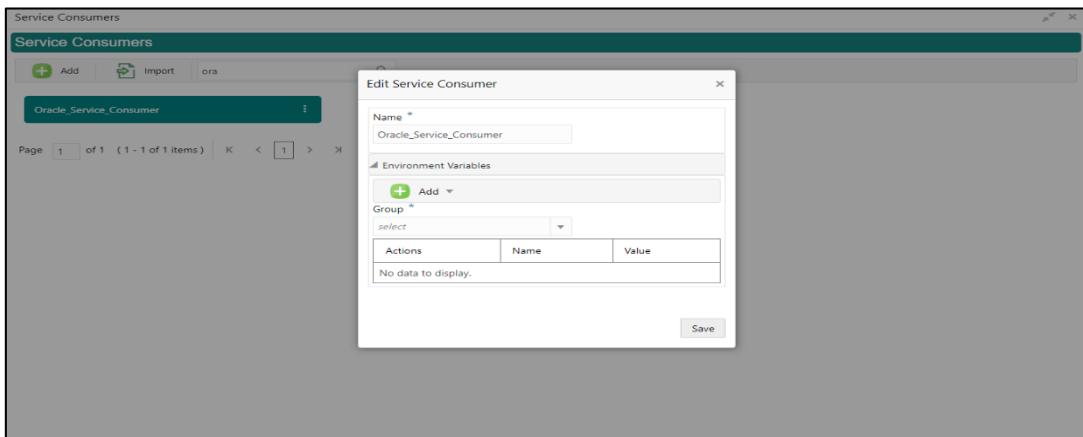 Service Consumers
Service Consumers
Add Import ora
Oracle_Service_Consumer
Page 1 of 1 (1 - 1 of 1 items) K < 1 > Ж
Edit Service Consumer ×
Name *
Oracle_Service_Consumer
Environment Variables
Add
Group *
select
Actions Name Value
No data to display.
Save